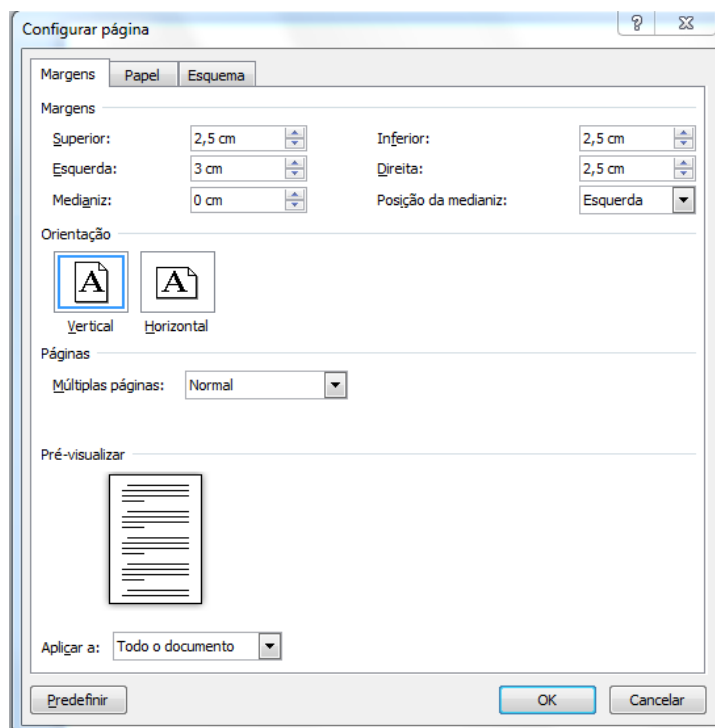 Configurar página
Margens Papel Esquema
Margens
Superior: 2,5 cm Inferior: 2,5 cm
Esquerda: 3 cm Direita: 2,5 cm
Medianiz: 0 cm Posição da medianiz: Esquerda
Orientação
A A
Vertical Horizontal
Páginas
Múltiplas páginas: Normal
Pré-visualizar
Aplicar a: Todo o documento
Predefinir OK Cancelar